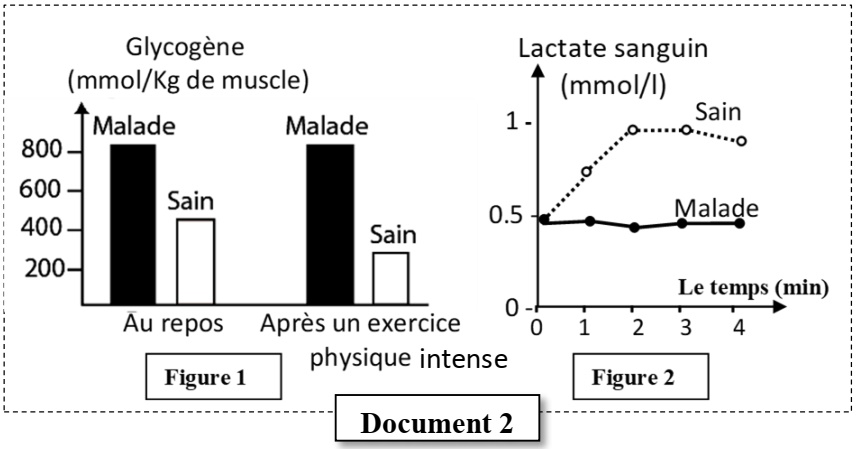 Glycogène
(mmol/Kg de muscle)
Malade
Malade
800
600
Sain
400
Sain
200
Au repos
Après un exercice
physique intense
Figure 1
Lactate sanguin
(mmol/l)
Sain
1
Malade
0.5
Le temps (min)
0
0 1 2 3 4
Figure 2
Document 2